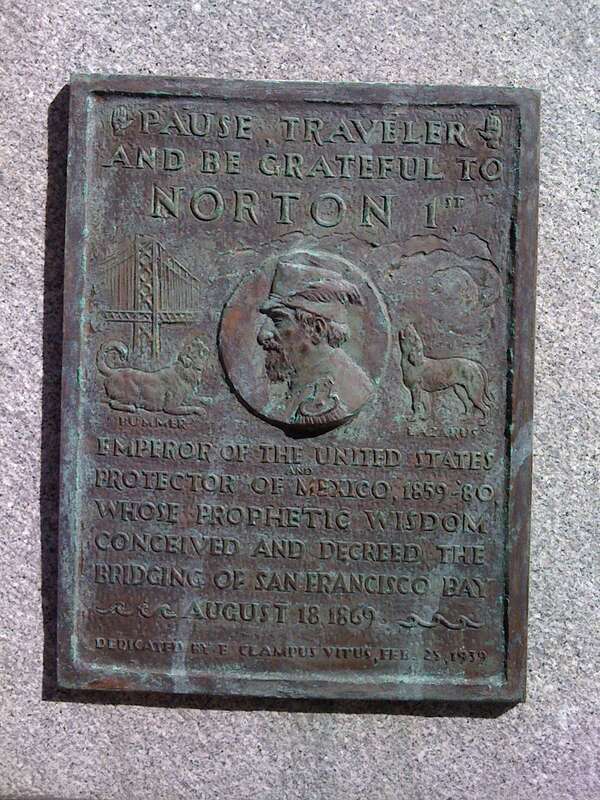 PAUSE, TRAVELER
AND BE GRATEFUL TO
NORTON 1ST
BUMMER
LAZARUS
EMPEROR OF THE UNITED STATES
AND
PROTECTOR OF MEXICO, 1859-80,
WHOSE PROPHETIC WISDOM
CONCEIVED AND DECREED THE
BRIDGING OF SAN FRANCISCO BAY
AUGUST 18, 1869.
DEDICATED BY E CLAMPUS VITUS, FEB. 25, 1939